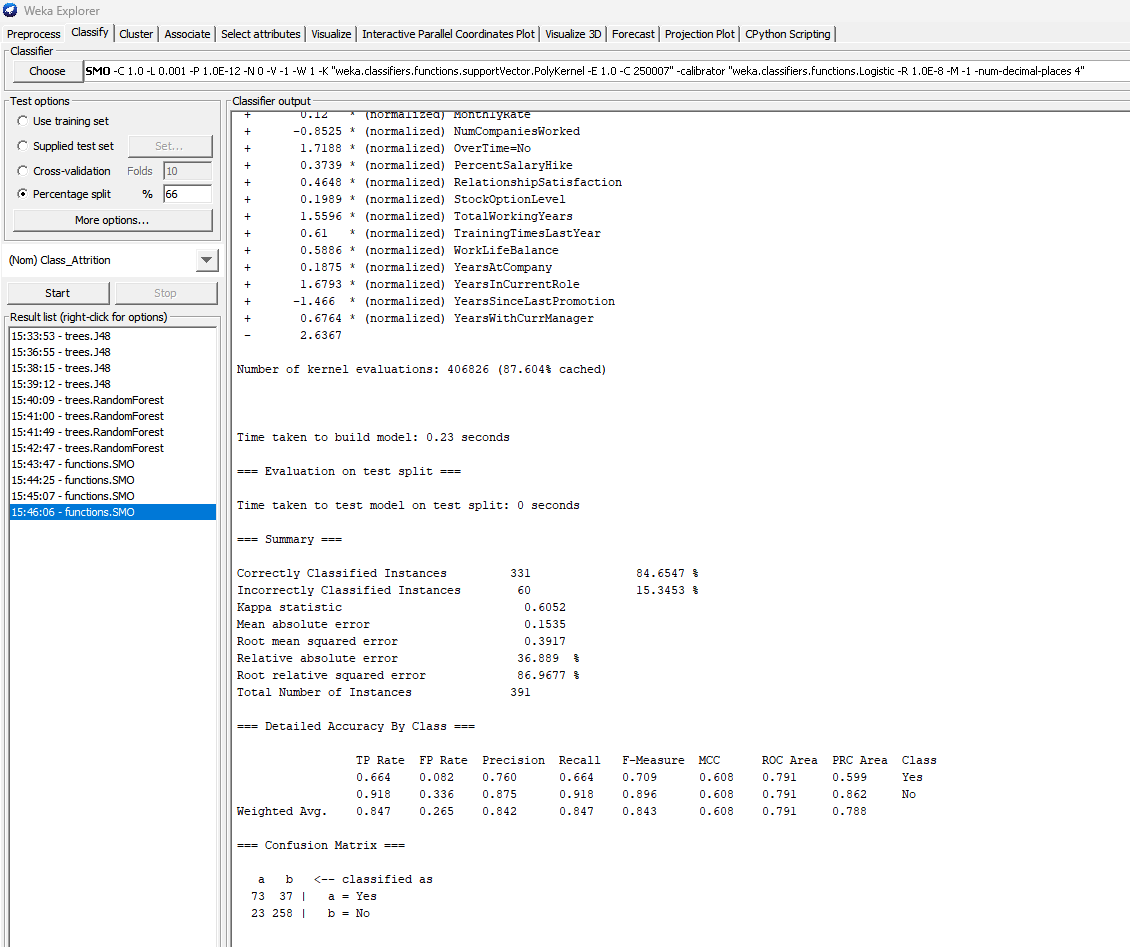 Weka Explorer
Preprocess Classify Cluster Associate Select attributes Visualize Interactive Parallel Coordinates Plot Visualize 3D Forecast Projection Plot CPython Scripting
Classifier
Choose SMO -C 1.0 -L 0.001 -P 1.0E-12 -N 0 -V -1 -W 1 -K "weka.classifiers.functions.supportVector.PolyKernel -E 1.0 -C 250007" -calibrator "weka.classifiers.functions.Logistic -R 1.0E-8 -M -1 -num-decimal-places 4"
Test options
Use training set
Supplied test set Set...
Cross-validation Folds 10
Percentage split % 66
More options...
(Nom) Class_Attrition
Start Stop
Result list (right-click for options)
15:33:53 - trees.J48
15:36:55 - trees.J48
15:38:15 - trees.J48
15:39:12 - trees.J48
15:40:09 - trees.RandomForest
15:41:00 - trees.RandomForest
15:41:49 - trees.RandomForest
15:42:47 - trees.RandomForest
15:43:47 - functions.SMO
15:44:25 - functions.SMO
15:45:07 - functions.SMO
15:46:06 - functions.SMO
Classifier output
+ 0.12 * (normalized) MonthlyRate
+ -0.8525 * (normalized) NumCompaniesWorked
+ 1.7188 * (normalized) OverTime=No
+ 0.3739 * (normalized) PercentSalaryHike
+ 0.4648 * (normalized) RelationshipSatisfaction
+ 0.1989 * (normalized) StockOptionLevel
+ 1.5596 * (normalized) TotalWorkingYears
+ 0.61 * (normalized) TrainingTimesLastYear
+ 0.5886 * (normalized) WorkLifeBalance
+ 0.1875 * (normalized) YearsAtCompany
+ 1.6793 * (normalized) YearsInCurrentRole
+ -1.466 * (normalized) YearsSinceLastPromotion
+ 0.6764 * (normalized) YearsWithCurrManager
- 2.6367
Number of kernel evaluations: 406826 (87.604% cached)
Time taken to build model: 0.23 seconds
=== Evaluation on test split ===
Time taken to test model on test split: 0 seconds
=== Summary ===
Correctly Classified Instances 331 84.6547 %
Incorrectly Classified Instances 60 15.3453 %
Kappa statistic 0.6052
Mean absolute error 0.1535
Root mean squared error 0.3917
Relative absolute error 36.889 %
Root relative squared error 86.9677 %
Total Number of Instances 391
=== Detailed Accuracy By Class ===
TP Rate FP Rate Precision Recall F-Measure MCC ROC Area PRC Area Class
0.664 0.082 0.760 0.664 0.709 0.608 0.791 0.599 Yes
0.918 0.336 0.875 0.918 0.896 0.608 0.791 0.862 No
Weighted Avg. 0.847 0.265 0.842 0.847 0.843 0.608 0.791 0.788
=== Confusion Matrix ===
a b <-- classified as
73 37 | a = Yes
23 258 | b = No